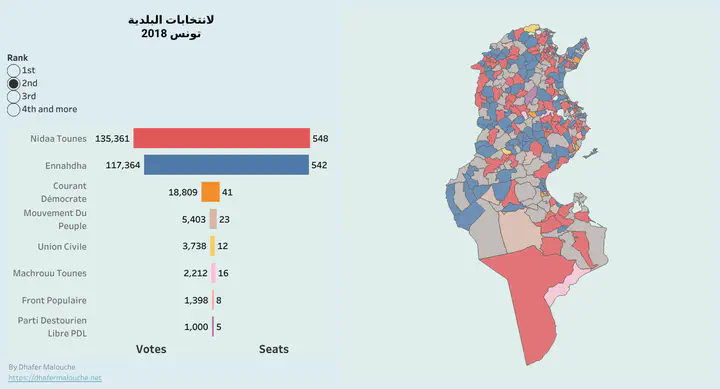 لانتخابات البلدية
تونس 2018
Rank
1st
2nd
3rd
4th and more
Nidaa Tounes 135,361 548
Ennahdha 117,364 542
Courant
Démocrate 18,809 41
Mouvement Du
Peuple 5,403 23
Union Civile 3,738 12
Machrouu Tounes 2,212 16
Front Populaire 1,398 8
Parti Destourien
Libre PDL 1,000 5
Votes Seats
By Dhafer Malouche
https://dhafermalouche.net